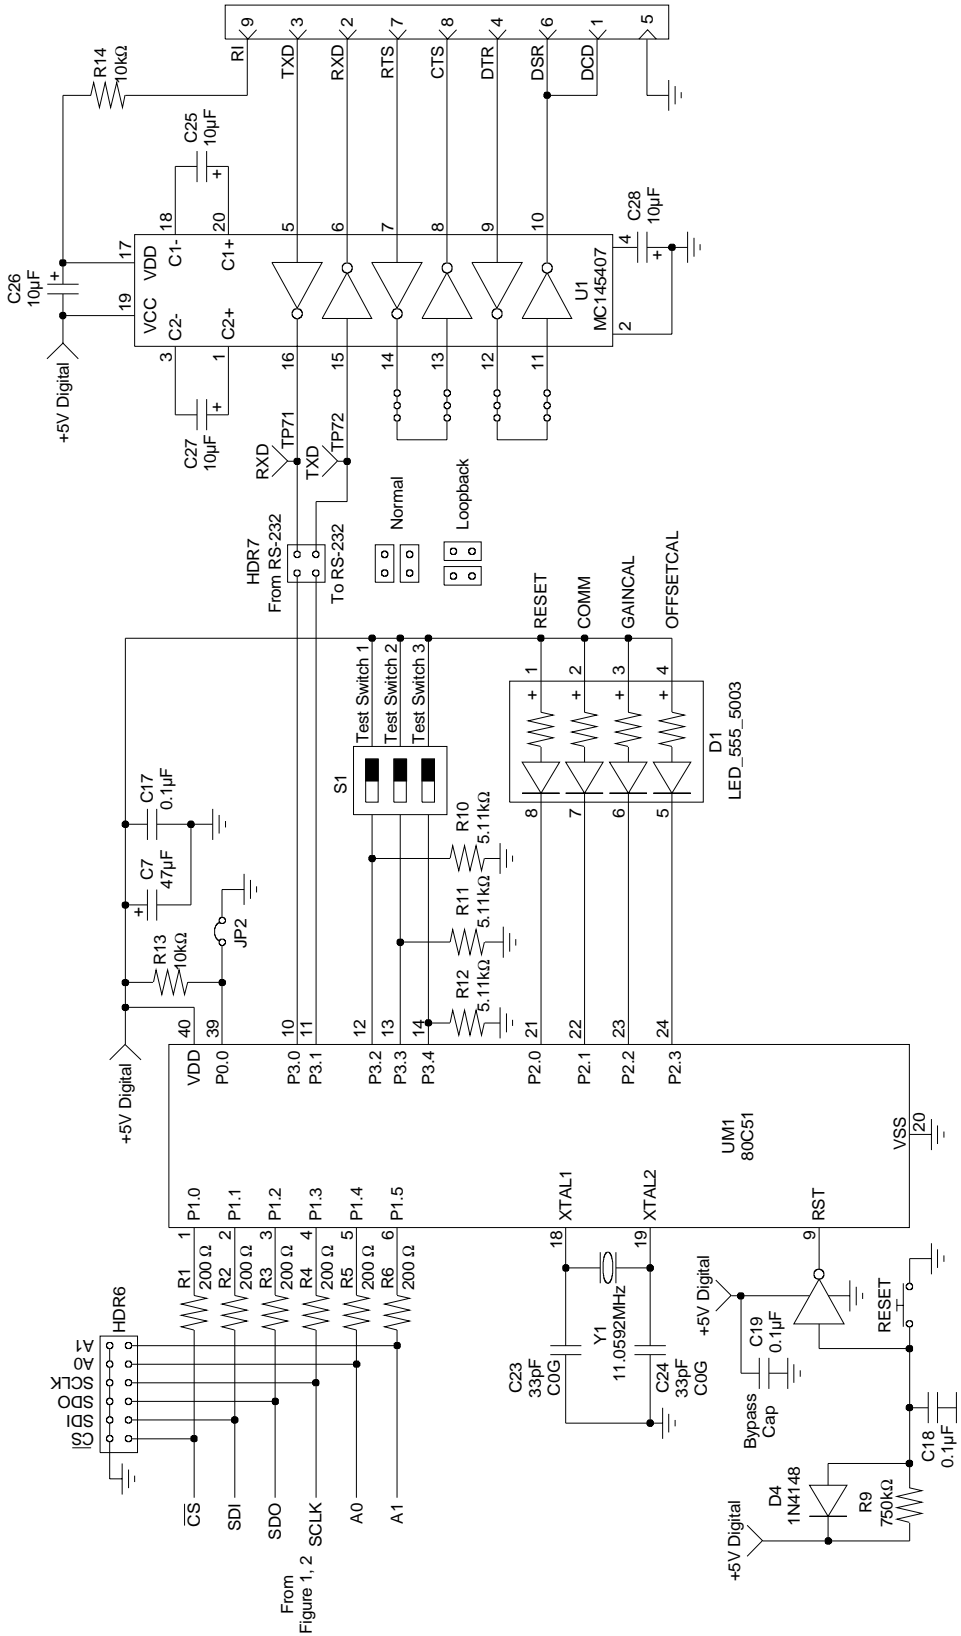 RI 9
TXD 3
RXD 2
RTS 7
CTS 8
DTR 4
DSR 6
DCD 1
5
R14
10kΩ
C26
10µF
C25
10µF
+5V Digital
C27
10µF
19
17
VCC
VDD
3
18
C2-
C1-
1
20
C2+
C1+
16
5
15
6
14
7
13
8
12
9
11
10
U1
MC145407
2
4
C28
10µF
RXD
TP71
TXD
TP72
HDR7
From RS-232
To RS-232
Normal
Loopback
Test Switch 1
Test Switch 2
Test Switch 3
S1
RESET
COMM
GAINCAL
OFFSETCAL
+ 1
+ 2
+ 3
+ 4
8
7
6
5
D1
LED_555_5003
C17
0.1µF
C7
47µF
+
R13
10kΩ
JP2
R10
5.11kΩ
R11
5.11kΩ
R12
5.11kΩ
+5V Digital
40
VDD
39
P0.0
10
P3.0
11
P3.1
12
P3.2
13
P3.3
14
P3.4
21
P2.0
22
P2.1
23
P2.2
24
P2.3
UM1
80C51
VSS
20
P1.0
P1.1
P1.2
P1.3
P1.4
P1.5
XTAL1
XTAL2
RST
1
2
3
4
5
6
18
19
9
R1
200 Ω
R2
200 Ω
R3
200 Ω
R4
200 Ω
R5
200 Ω
R6
200 Ω
HDR6
A1
A0
SCLK
SDO
SDI
CS
CS
SDI
SDO
SCLK
A0
A1
From
Figure 1, 2
C23
33pF
C0G
Y1
11.0592MHz
C24
33pF
C0G
+5V Digital
C19
0.1µF
Bypass
Cap
RESET
C18
0.1µF
D4
1N4148
R9
750kΩ
+5V Digital